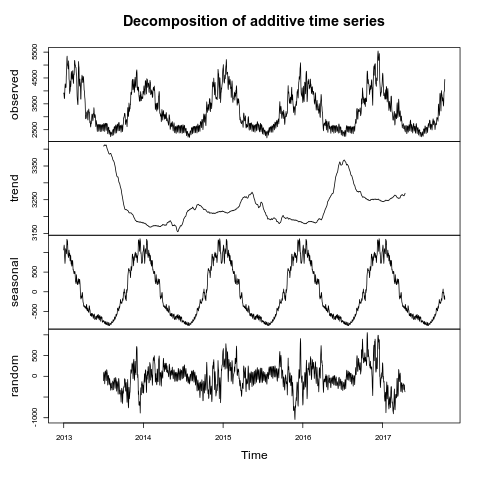 Decomposition of additive time series
observed
2500 3500 4500 5500
trend
3150 3250 3350
seasonal
-500 0 500
random
-1000 0 500
2013 2014 2015 2016 2017
Time